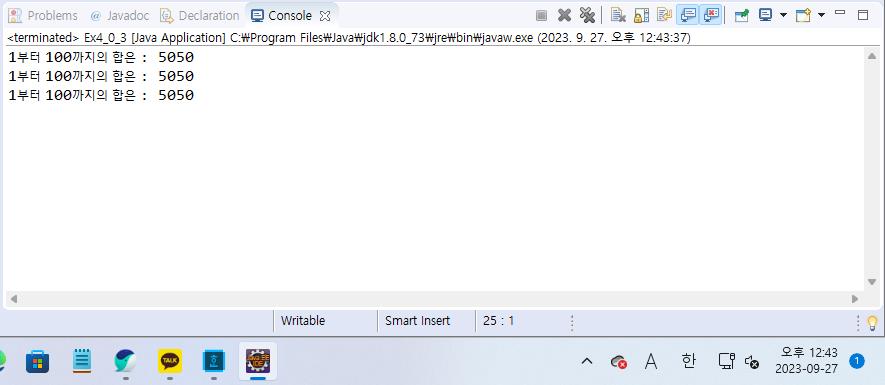 Problems @ Javadoc Declaration Console
<terminated> Ex4_0_3 [Java Application] C:₩Program Files₩Java₩jdk1.8.0_73₩jre₩bin₩javaw.exe (2023. 9. 27. 오후 12:43:37)
1부터 100까지의 합은 : 5050
1부터 100까지의 합은 : 5050
1부터 100까지의 합은 : 5050
Writable Smart Insert 25 : 1
TALK A 한 오후 12:43 1
2023-09-27